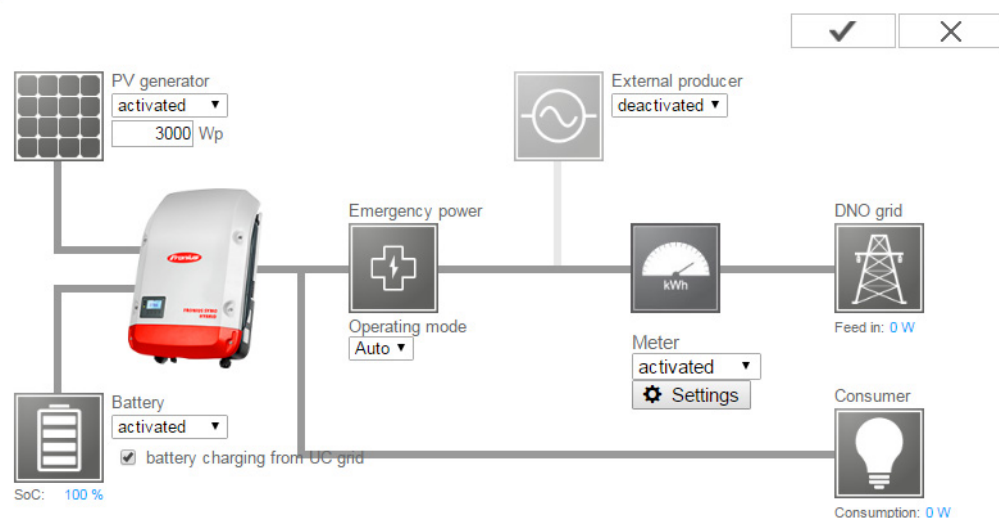 PV generator
activated
3000 Wp
External producer
deactivated
Emergency power
DNO grid
Fronius
kWh
Operating mode
Auto
Feed in: 0 W
Meter
activated
Settings
Battery
activated
battery charging from UC grid
Consumer
SoC: 100 %
Consumption: 0 W